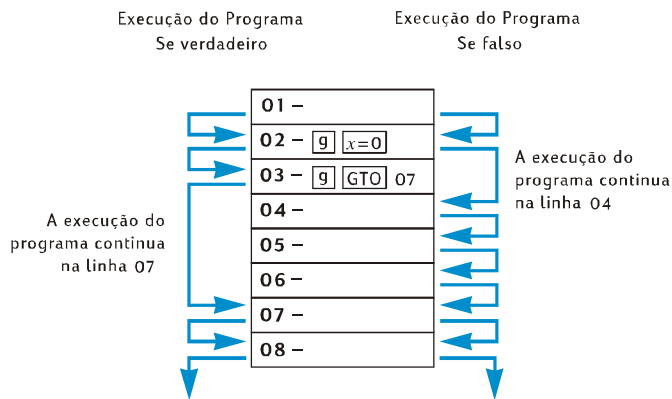 Execução do Programa
Se verdadeiro
Execução do Programa
Se falso
01 –
02 – g x=0
03 – g GTO 07
04 –
05 –
06 –
07 –
08 –
A execução do
programa continua
na linha 07
A execução do
programa continua
na linha 04